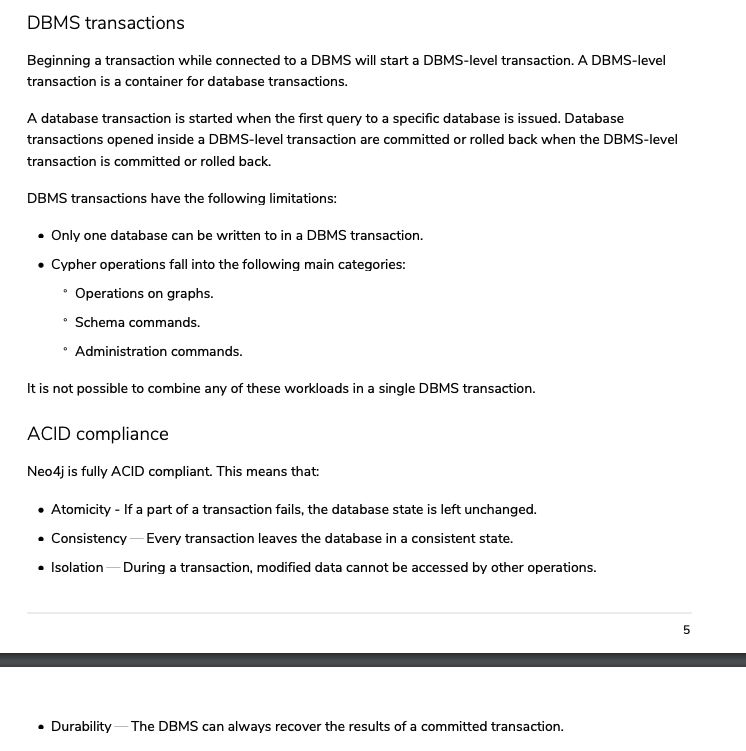 DBMS transactions
Beginning a transaction while connected to a DBMS will start a DBMS-level transaction. A DBMS-level
transaction is a container for database transactions.
A database transaction is started when the first query to a specific database is issued. Database
transactions opened inside a DBMS-level transaction are committed or rolled back when the DBMS-level
transaction is committed or rolled back.
DBMS transactions have the following limitations:
• Only one database can be written to in a DBMS transaction.
• Cypher operations fall into the following main categories:
◦ Operations on graphs.
◦ Schema commands.
◦ Administration commands.
It is not possible to combine any of these workloads in a single DBMS transaction.
ACID compliance
Neo4j is fully ACID compliant. This means that:
• Atomicity - If a part of a transaction fails, the database state is left unchanged.
• Consistency — Every transaction leaves the database in a consistent state.
• Isolation — During a transaction, modified data cannot be accessed by other operations.
5
• Durability — The DBMS can always recover the results of a committed transaction.